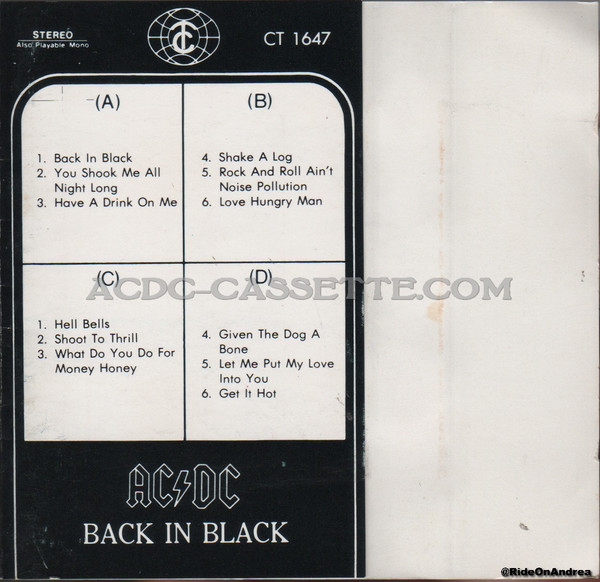 STEREO
Also Playable Mono
TC
CT 1647
(A)
1. Back In Black
2. You Shook Me All
Night Long
3. Have A Drink On Me
(B)
4. Shake A Log
5. Rock And Roll Ain't
Noise Pollution
6. Love Hungry Man
ACDC-CASSETTE.COM
(C)
1. Hell Bells
2. Shoot To Thrill
3. What Do You Do For
Money Honey
(D)
4. Given The Dog A
Bone
5. Let Me Put My Love
Into You
6. Get It Hot
AC⚡DC
BACK IN BLACK
@RideOnAndrea